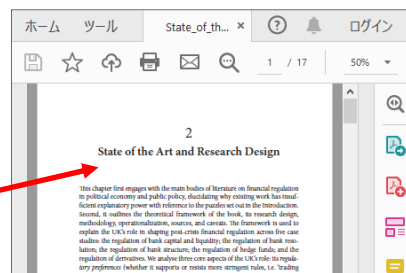 ホーム ツール State_of_th... × ? ログイン
1 / 17 50%
2
State of the Art and Research Design
This chapter first engages with the main bodies of literature on financial regulation
in political economy and public policy, elucidating why existing work has insuf-
ficient explanatory power with reference to the puzzles set out in the Introduction.
Second, it outlines the theoretical framework of the book, its research design,
methodology, operationalization, sources, and caveats. The framework is used to
explain the UK's role in shaping post-crisis financial regulation across five case
studies: the regulation of bank capital and liquidity; the regulation of bank reso-
lution; the regulation of bank structure; the regulation of hedge funds; and the
regulation of derivatives. We analyse three core aspects of the UK's role: its regula-
tory preferences (whether it supports or resists more stringent rules, i.e. 'trading